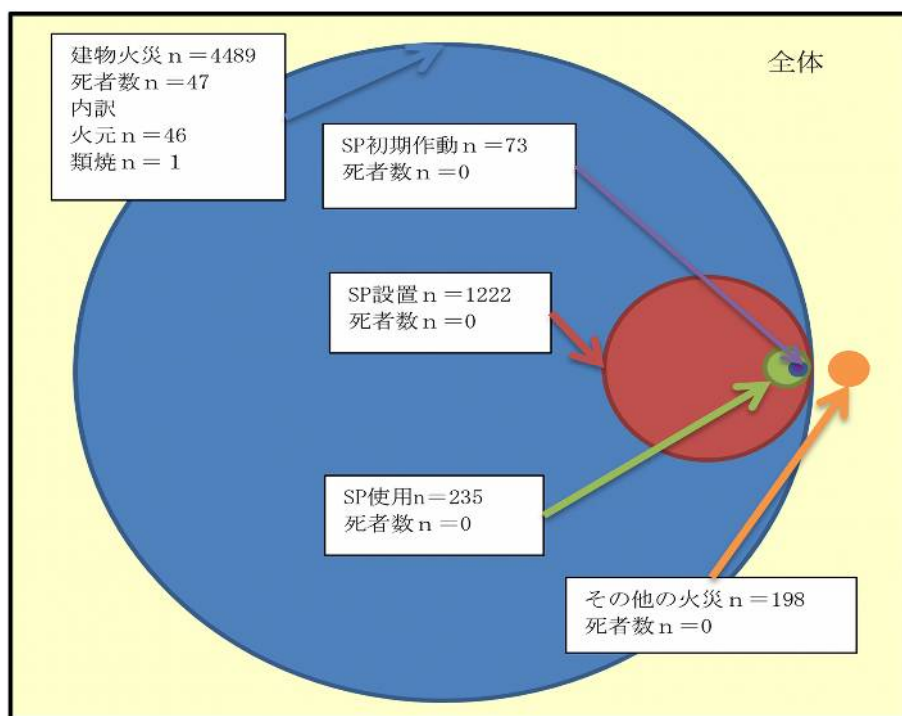 建物火災ｎ＝4489
死者数ｎ＝47
内訳
火元ｎ＝46
類焼ｎ＝１
全体
SP初期作動ｎ＝73
死者数ｎ＝0
SP設置ｎ＝1222
死者数ｎ＝0
SP使用n＝235
死者数ｎ＝0
その他の火災ｎ＝198
死者数ｎ＝0